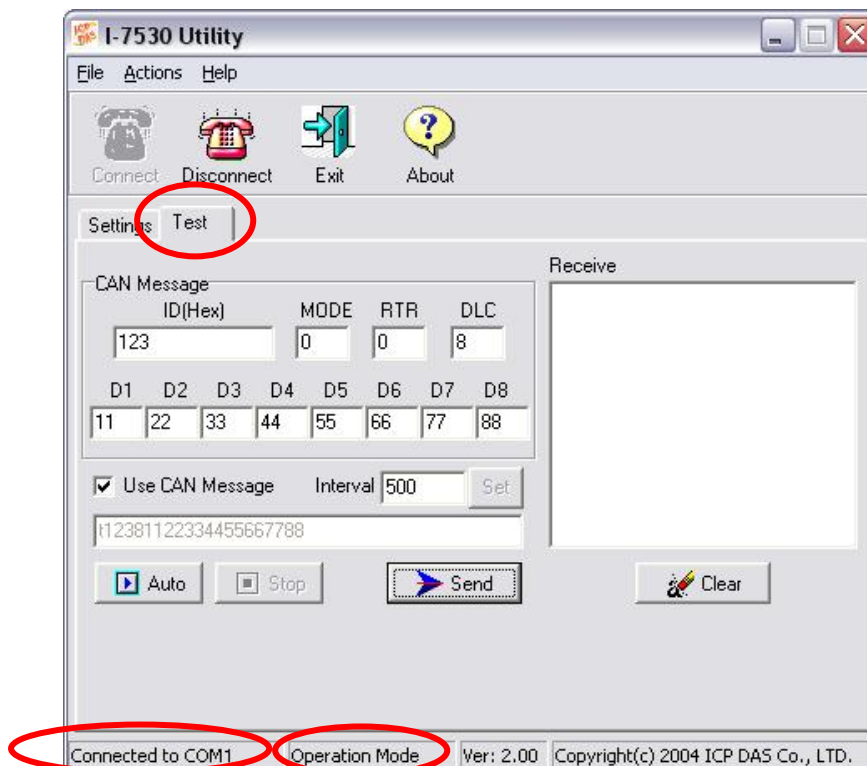 ICP DAS I-7530 Utility
File Actions Help
Connect Disconnect Exit About
Settings Test
Receive
CAN Message
ID(Hex) MODE RTR DLC
123 0 0 8
D1 D2 D3 D4 D5 D6 D7 D8
11 22 33 44 55 66 77 88
Use CAN Message Interval 500 Set
t12381122334455667788
Auto Stop Send Clear
Connected to COM1 Operation Mode Ver: 2.00 Copyright(c) 2004 ICP DAS Co., LTD.